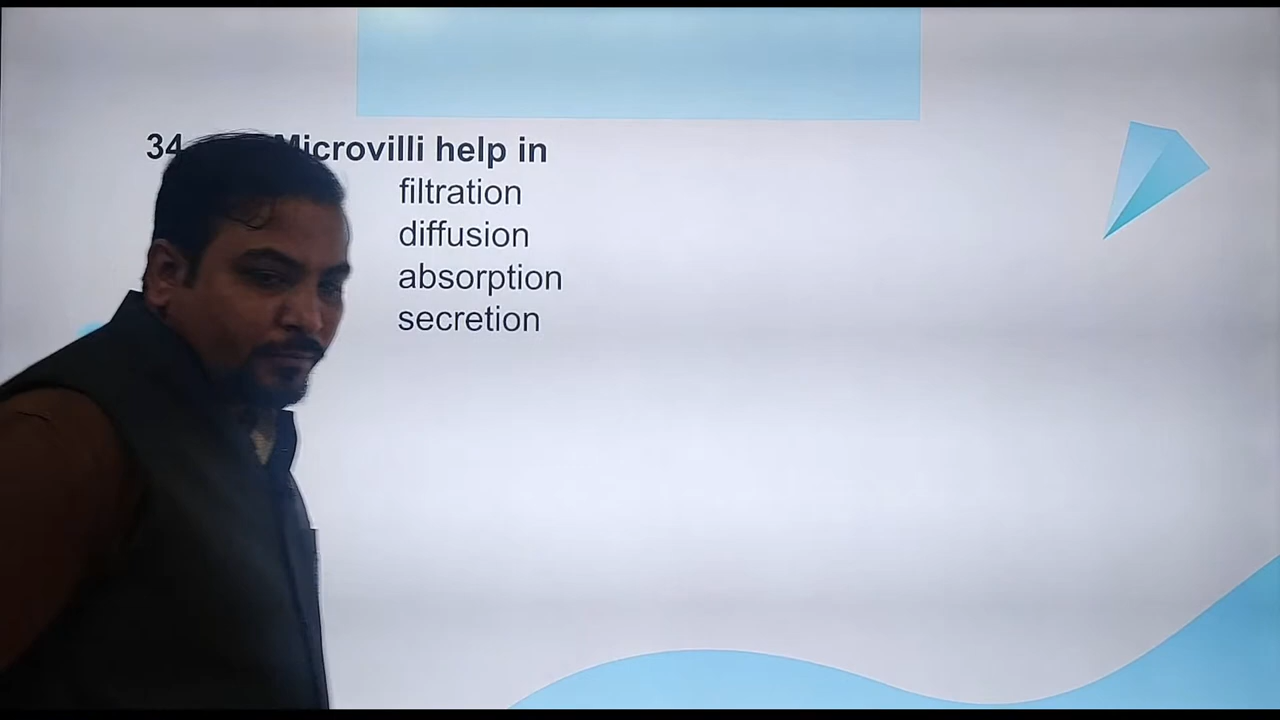 34 Microvilli help in
filtration
diffusion
absorption
secretion